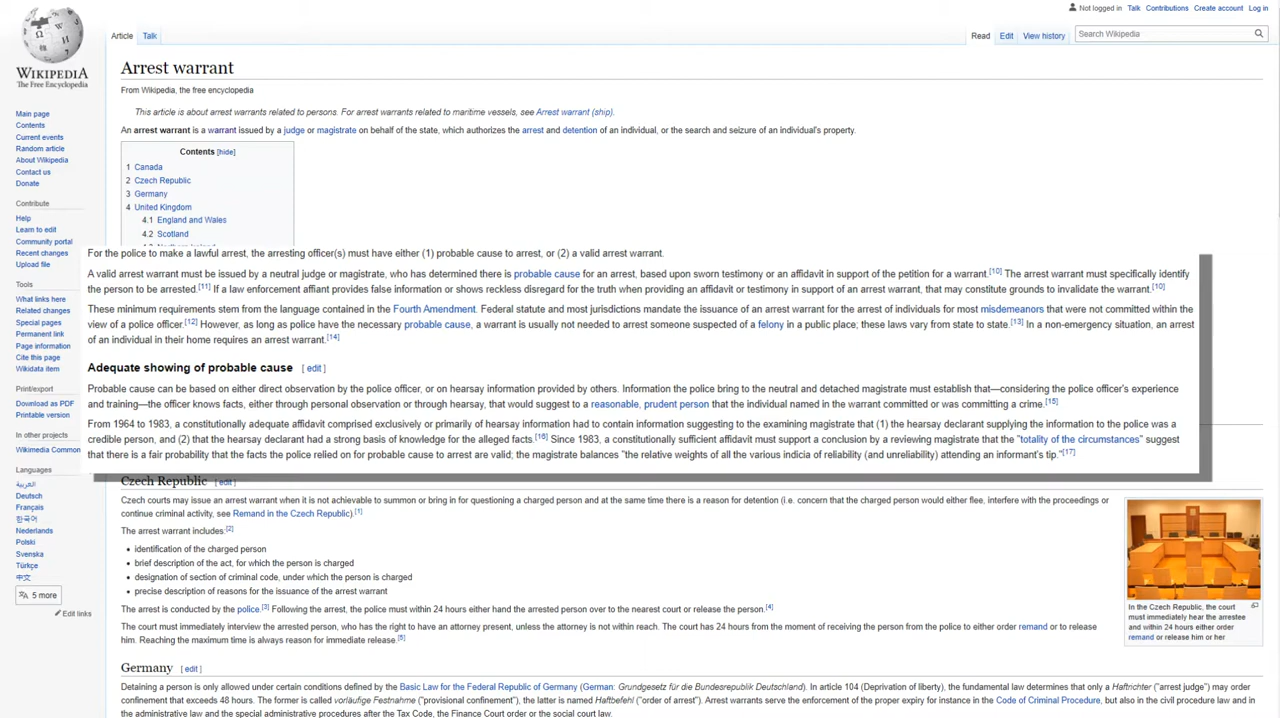 Not logged in Talk Contributions Create account Log in
WIKIPEDIA
The Free Encyclopedia
Article Talk
Read Edit View history
Search Wikipedia
Main page
Contents
Current events
Random article
About Wikipedia
Contact us
Donate
Contribute
Help
Learn to edit
Community portal
Recent changes
Upload file
Tools
What links here
Related changes
Special pages
Permanent link
Page information
Cite this page
Wikidata item
Print/export
Download as PDF
Printable version
In other projects
Wikimedia Common
Languages
العربية
Deutsch
Français
한국어
Nederlands
Polski
Svenska
Türkçe
中文
5 more
Edit links
Arrest warrant
From Wikipedia, the free encyclopedia
This article is about arrest warrants related to persons. For arrest warrants related to maritime vessels, see Arrest warrant (ship).
An arrest warrant is a warrant issued by a judge or magistrate on behalf of the state, which authorizes the arrest and detention of an individual, or the search and seizure of an individual's property.
Contents [hide]
1 Canada
2 Czech Republic
3 Germany
4 United Kingdom
4.1 England and Wales
4.2 Scotland
For the police to make a lawful arrest, the arresting officer(s) must have either (1) probable cause to arrest, or (2) a valid arrest warrant.
A valid arrest warrant must be issued by a neutral judge or magistrate, who has determined there is probable cause for an arrest, based upon sworn testimony or an affidavit in support of the petition for a warrant.[10] The arrest warrant must specifically identify
the person to be arrested.[11] If a law enforcement affiant provides false information or shows reckless disregard for the truth when providing an affidavit or testimony in support of an arrest warrant, that may constitute grounds to invalidate the warrant.[10]
These minimum requirements stem from the language contained in the Fourth Amendment. Federal statute and most jurisdictions mandate the issuance of an arrest warrant for the arrest of individuals for most misdemeanors that were not committed within the
view of a police officer.[12] However, as long as police have the necessary probable cause, a warrant is usually not needed to arrest someone suspected of a felony in a public place; these laws vary from state to state.[13] In a non-emergency situation, an arrest
of an individual in their home requires an arrest warrant.[14]
Adequate showing of probable cause [ edit ]
Probable cause can be based on either direct observation by the police officer, or on hearsay information provided by others. Information the police bring to the neutral and detached magistrate must establish that—considering the police officer's experience
and training—the officer knows facts, either through personal observation or through hearsay, that would suggest to a reasonable, prudent person that the individual named in the warrant committed or was committing a crime.[15]
From 1964 to 1983, a constitutionally adequate affidavit comprised exclusively or primarily of hearsay information had to contain information suggesting to the examining magistrate that (1) the hearsay declarant supplying the information to the police was a
credible person, and (2) that the hearsay declarant had a strong basis of knowledge for the alleged facts.[16] Since 1983, a constitutionally sufficient affidavit must support a conclusion by a reviewing magistrate that the "totality of the circumstances" suggest
that there is a fair probability that the facts the police relied on for probable cause to arrest are valid; the magistrate balances "the relative weights of all the various indicia of reliability (and unreliability) attending an informant's tip."[17]
Czech Republic [ edit ]
Czech courts may issue an arrest warrant when it is not achievable to summon or bring in for questioning a charged person and at the same time there is a reason for detention (i.e. concern that the charged person would either flee, interfere with the proceedings or
continue criminal activity, see Remand in the Czech Republic).[1]
The arrest warrant includes:[2]
• identification of the charged person
• brief description of the act, for which the person is charged
• designation of section of criminal code, under which the person is charged
• precise description of reasons for the issuance of the arrest warrant
The arrest is conducted by the police.[3] Following the arrest, the police must within 24 hours either hand the arrested person over to the nearest court or release the person.[4]
The court must immediately interview the arrested person, who has the right to have an attorney present, unless the attorney is not within reach. The court has 24 hours from the moment of receiving the person from the police to either order remand or to release
him. Reaching the maximum time is always reason for immediate release.[5]
In the Czech Republic, the court
must immediately hear the arrestee
and within 24 hours either order
remand or release him or her
Germany [ edit ]
Detaining a person is only allowed under certain conditions defined by the Basic Law for the Federal Republic of Germany (German: Grundgesetz für die Bundesrepublik Deutschland). In article 104 (Deprivation of liberty), the fundamental law determines that only a Haftrichter ("arrest judge") may order
confinement that exceeds 48 hours. The former is called vorläufige Festnahme ("provisional confinement"), the latter is named Haftbefehl ("order of arrest"). Arrest warrants serve the enforcement of the proper expiry for instance in the Code of Criminal Procedure, but also in the civil procedure law and in
the administrative law and the special administrative procedures after the Tax Code, the Finance Court order or the social court law.